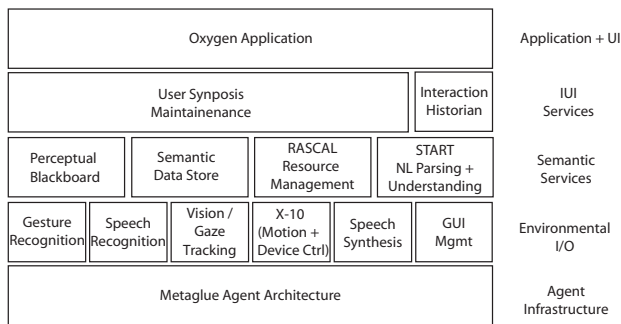 Oxygen Application
Application + UI
User Synposis
Maintainenance
Interaction
Historian
IUI
Services
Perceptual
Blackboard
Semantic
Data Store
RASCAL
Resource
Management
START
NL Parsing +
Understanding
Semantic
Services
Gesture
Recognition
Speech
Recognition
Vision /
Gaze
Tracking
X-10
(Motion +
Device Ctrl)
Speech
Synthesis
GUI
Mgmt
Environmental
I/O
Metaglue Agent Architecture
Agent
Infrastructure